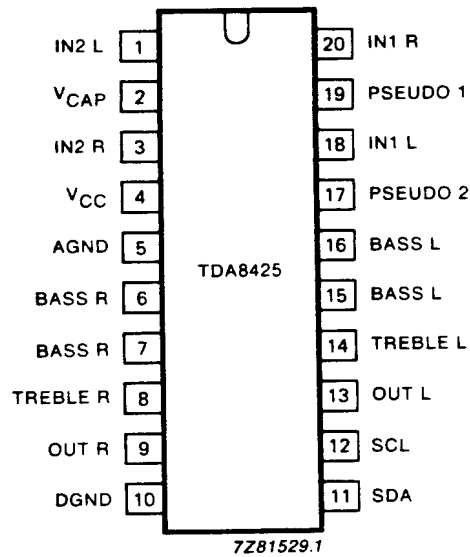 IN2 L 1 20 IN1 R
VCAP 2 19 PSEUDO 1
IN2 R 3 18 IN1 L
VCC 4 17 PSEUDO 2
AGND 5 16 BASS L
TDA8425
BASS R 6 15 BASS L
BASS R 7 14 TREBLE L
TREBLE R 8 13 OUT L
OUT R 9 12 SCL
DGND 10 11 SDA
7Z81529.1